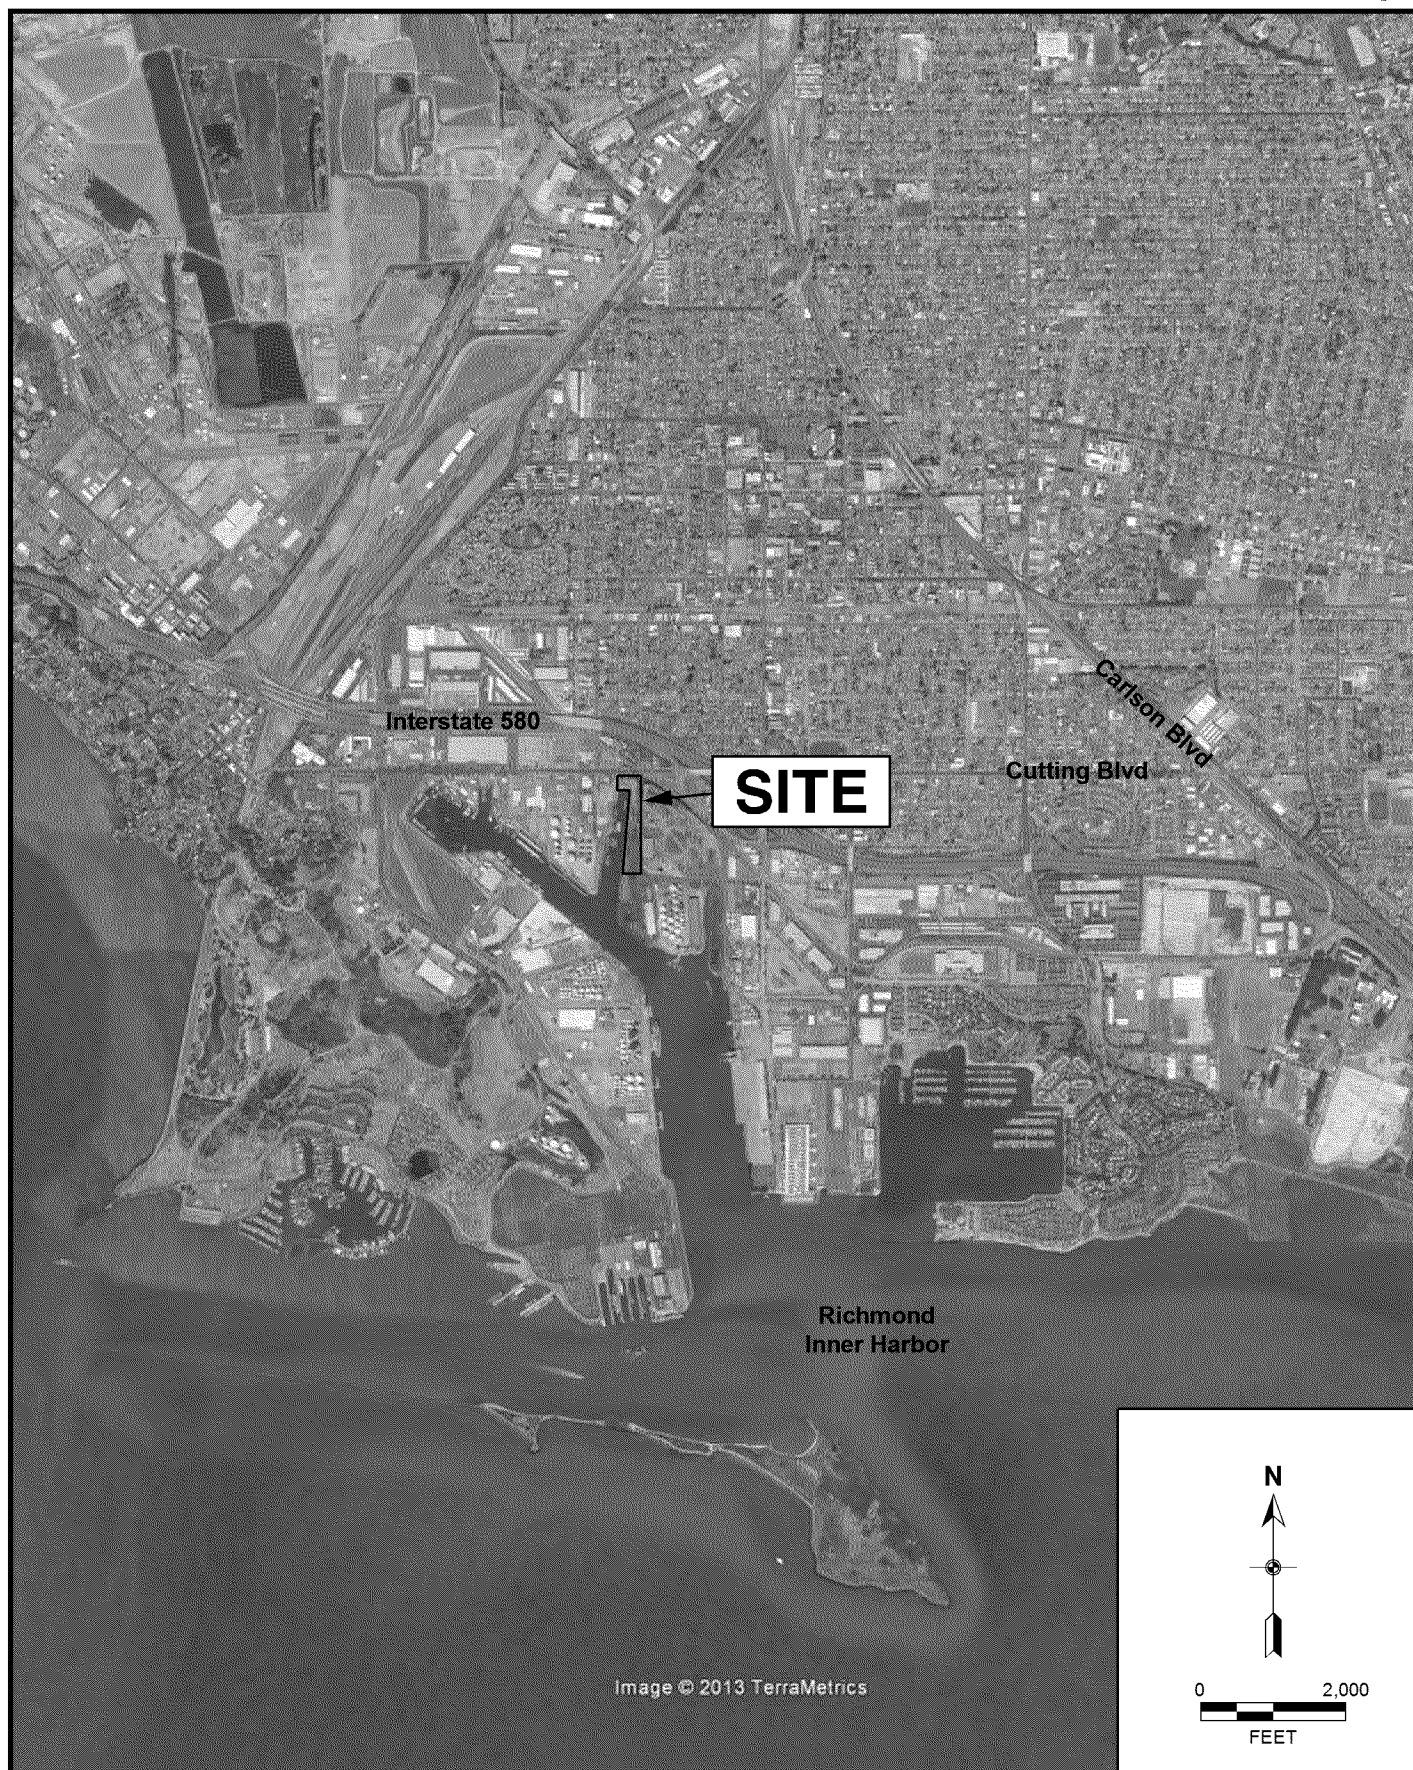 Interstate 580
Carlson Blvd
Cutting Blvd
SITE
Richmond
Inner Harbor
N
Image © 2013 TerraMetrics
0 2,000
FEET